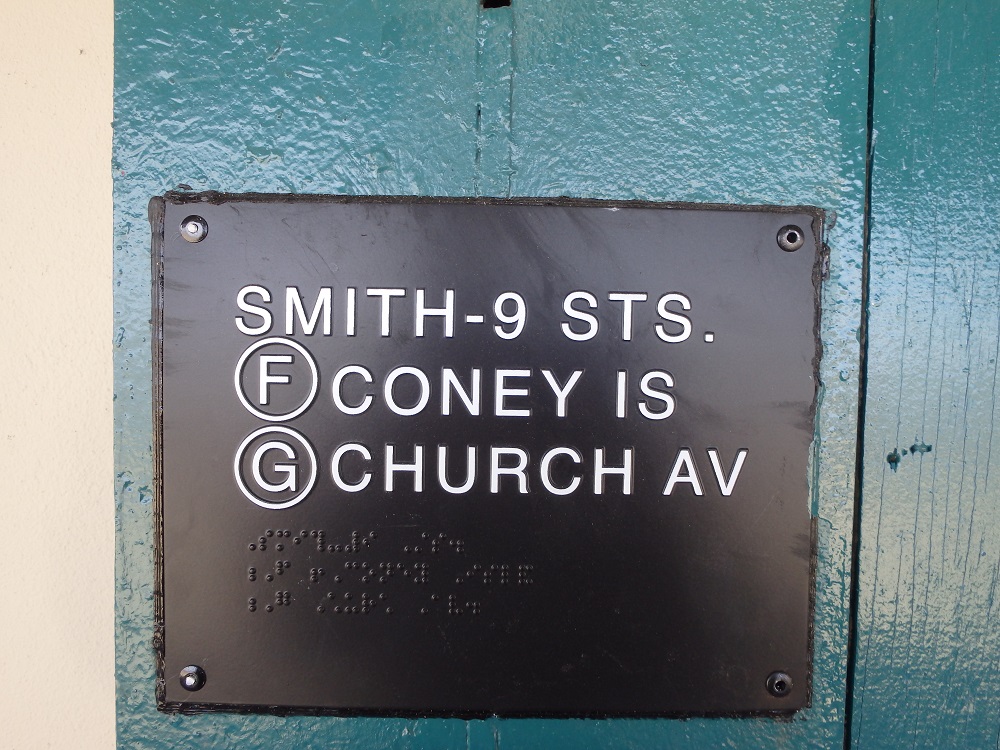 SMITH-9 STS.
F CONEY IS
G CHURCH AV